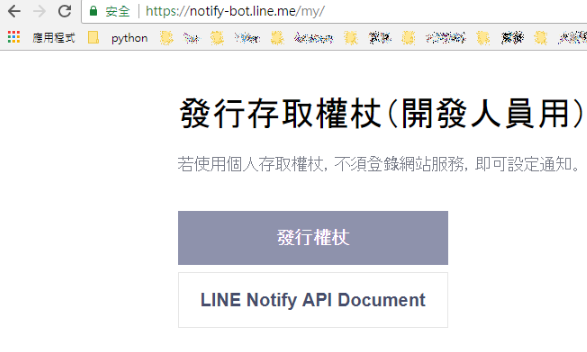 安全 | https://notify-bot.line.me/my/
應用程式 python
發行存取權杖(開發人員用)
若使用個人存取權杖, 不須登錄網站服務, 即可設定通知。
發行權杖
LINE Notify API Document